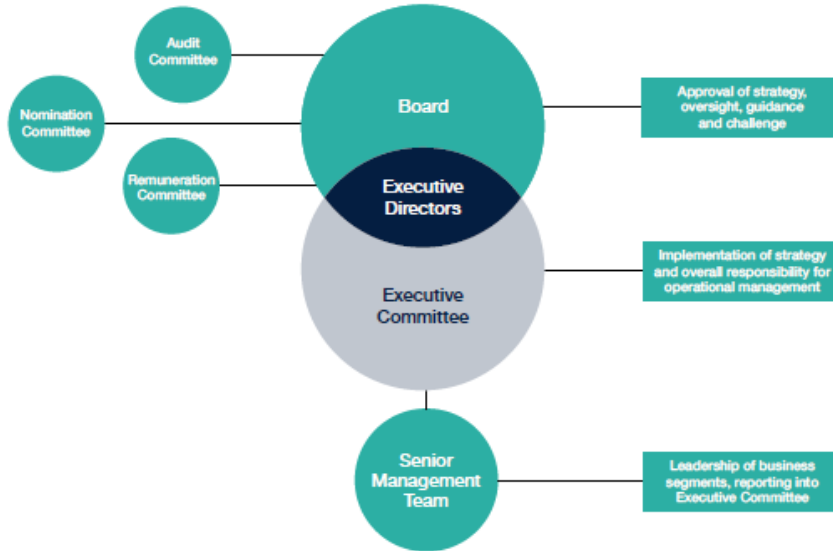 Audit
Committee
Nomination
Committee
Remuneration
Committee
Board
Executive
Directors
Executive
Committee
Senior
Management
Team
Approval of strategy,
oversight, guidance
and challenge
Implementation of strategy
and overall responsibility for
operational management
Leadership of business
segments, reporting into
Executive Committee